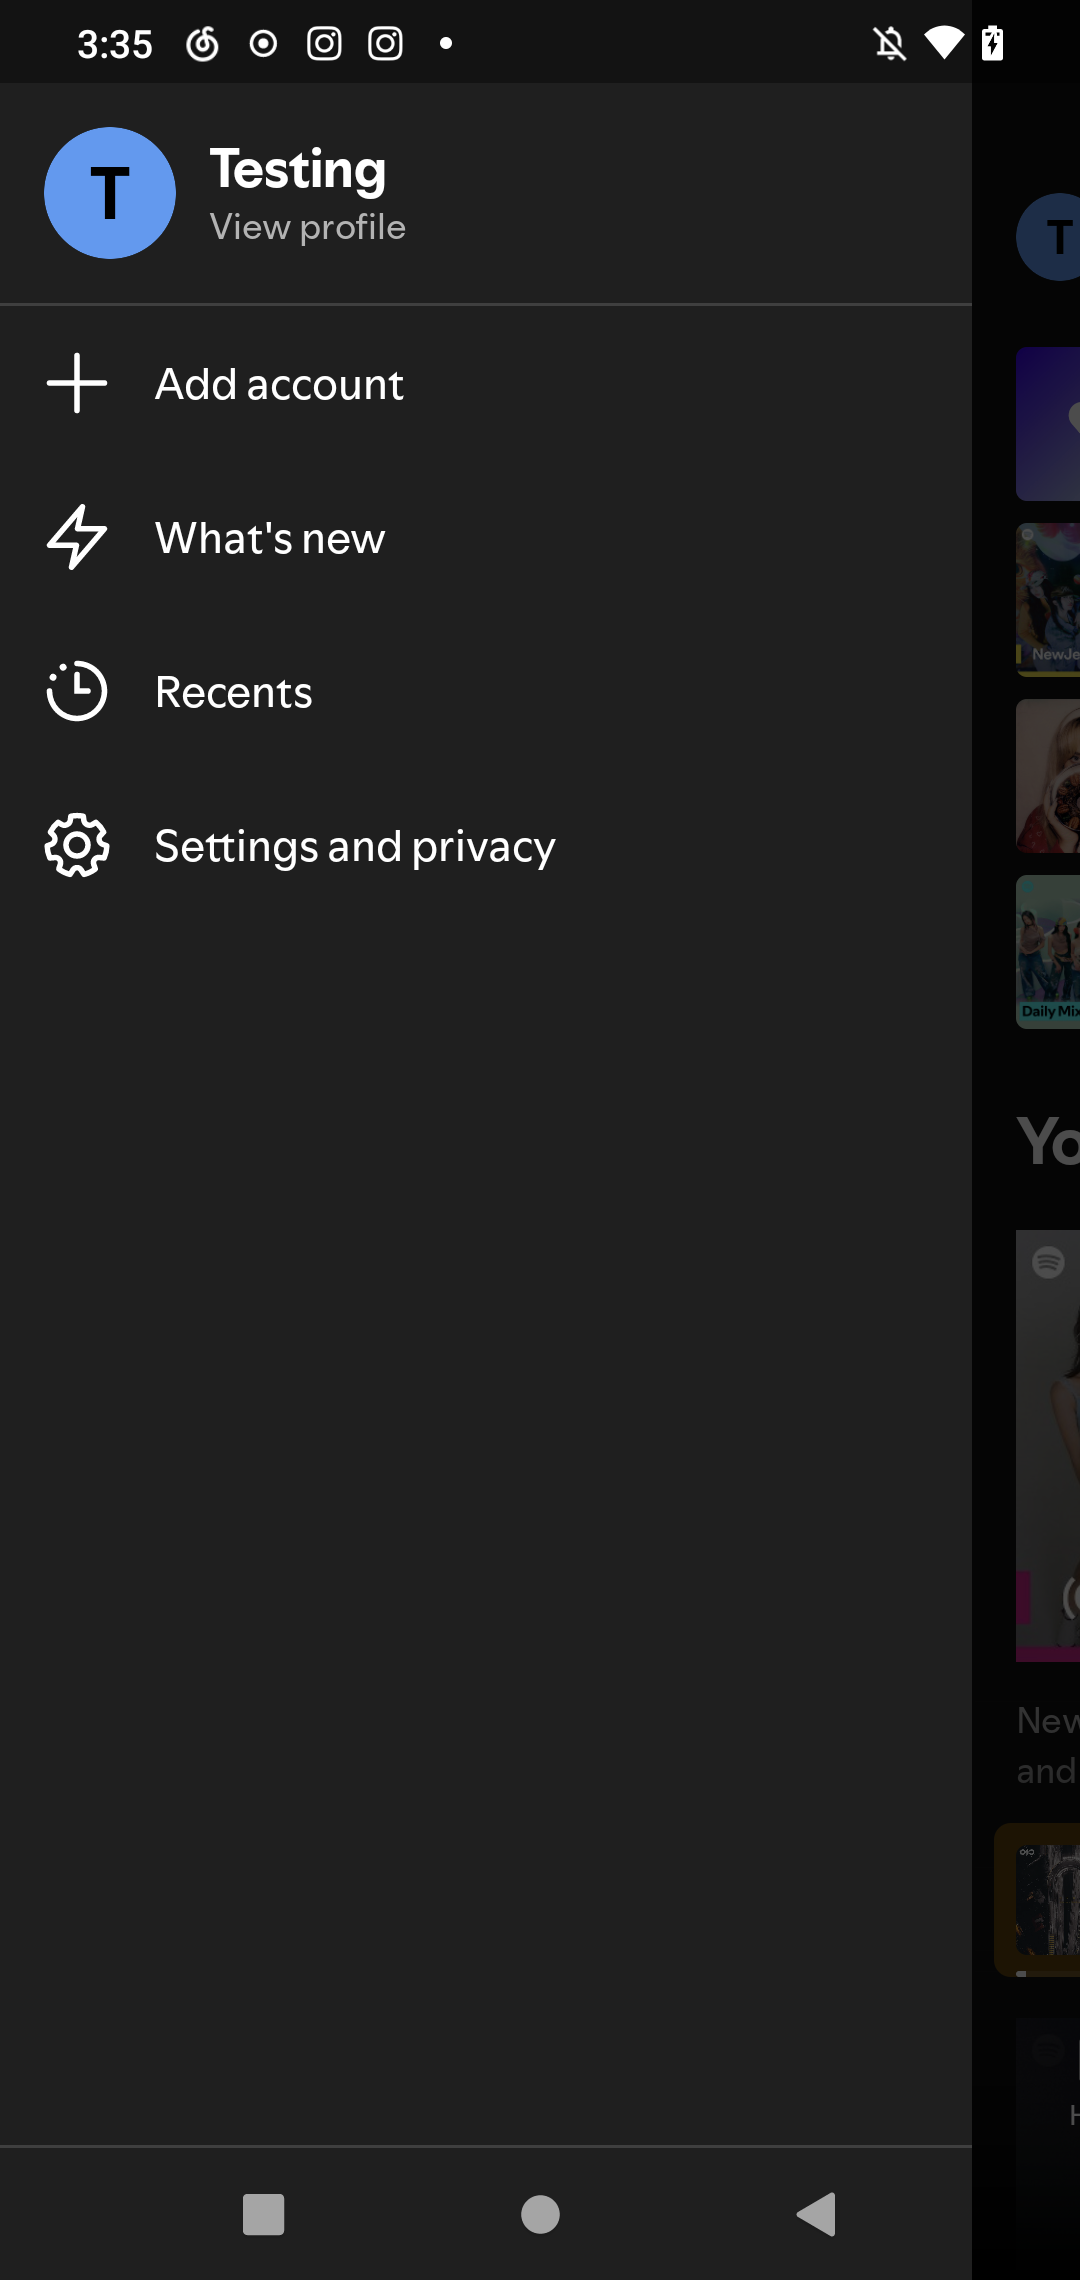 3:35
T
Testing
View profile
Add account
What's new
Recents
Settings and privacy
T
NewJe
Daily Mix
Yo
New
and
H